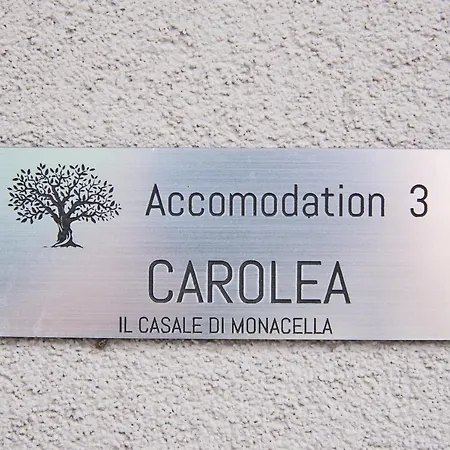 Accomodation 3
CAROLEA
IL CASALE DI MONACELLA